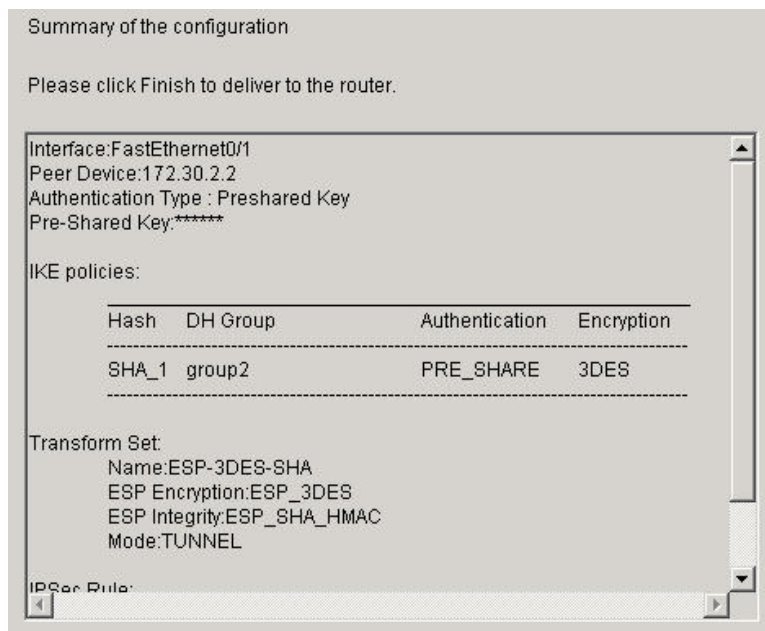 Summary of the configuration
Please click Finish to deliver to the router.
Interface:FastEthernet0/1
Peer Device:172.30.2.2
Authentication Type : Preshared Key
Pre-Shared Key:******
IKE policies:
Hash DH Group Authentication Encryption
SHA_1 group2 PRE_SHARE 3DES
Transform Set:
Name:ESP-3DES-SHA
ESP Encryption:ESP_3DES
ESP Integrity:ESP_SHA_HMAC
Mode:TUNNEL
IPSec Rule: